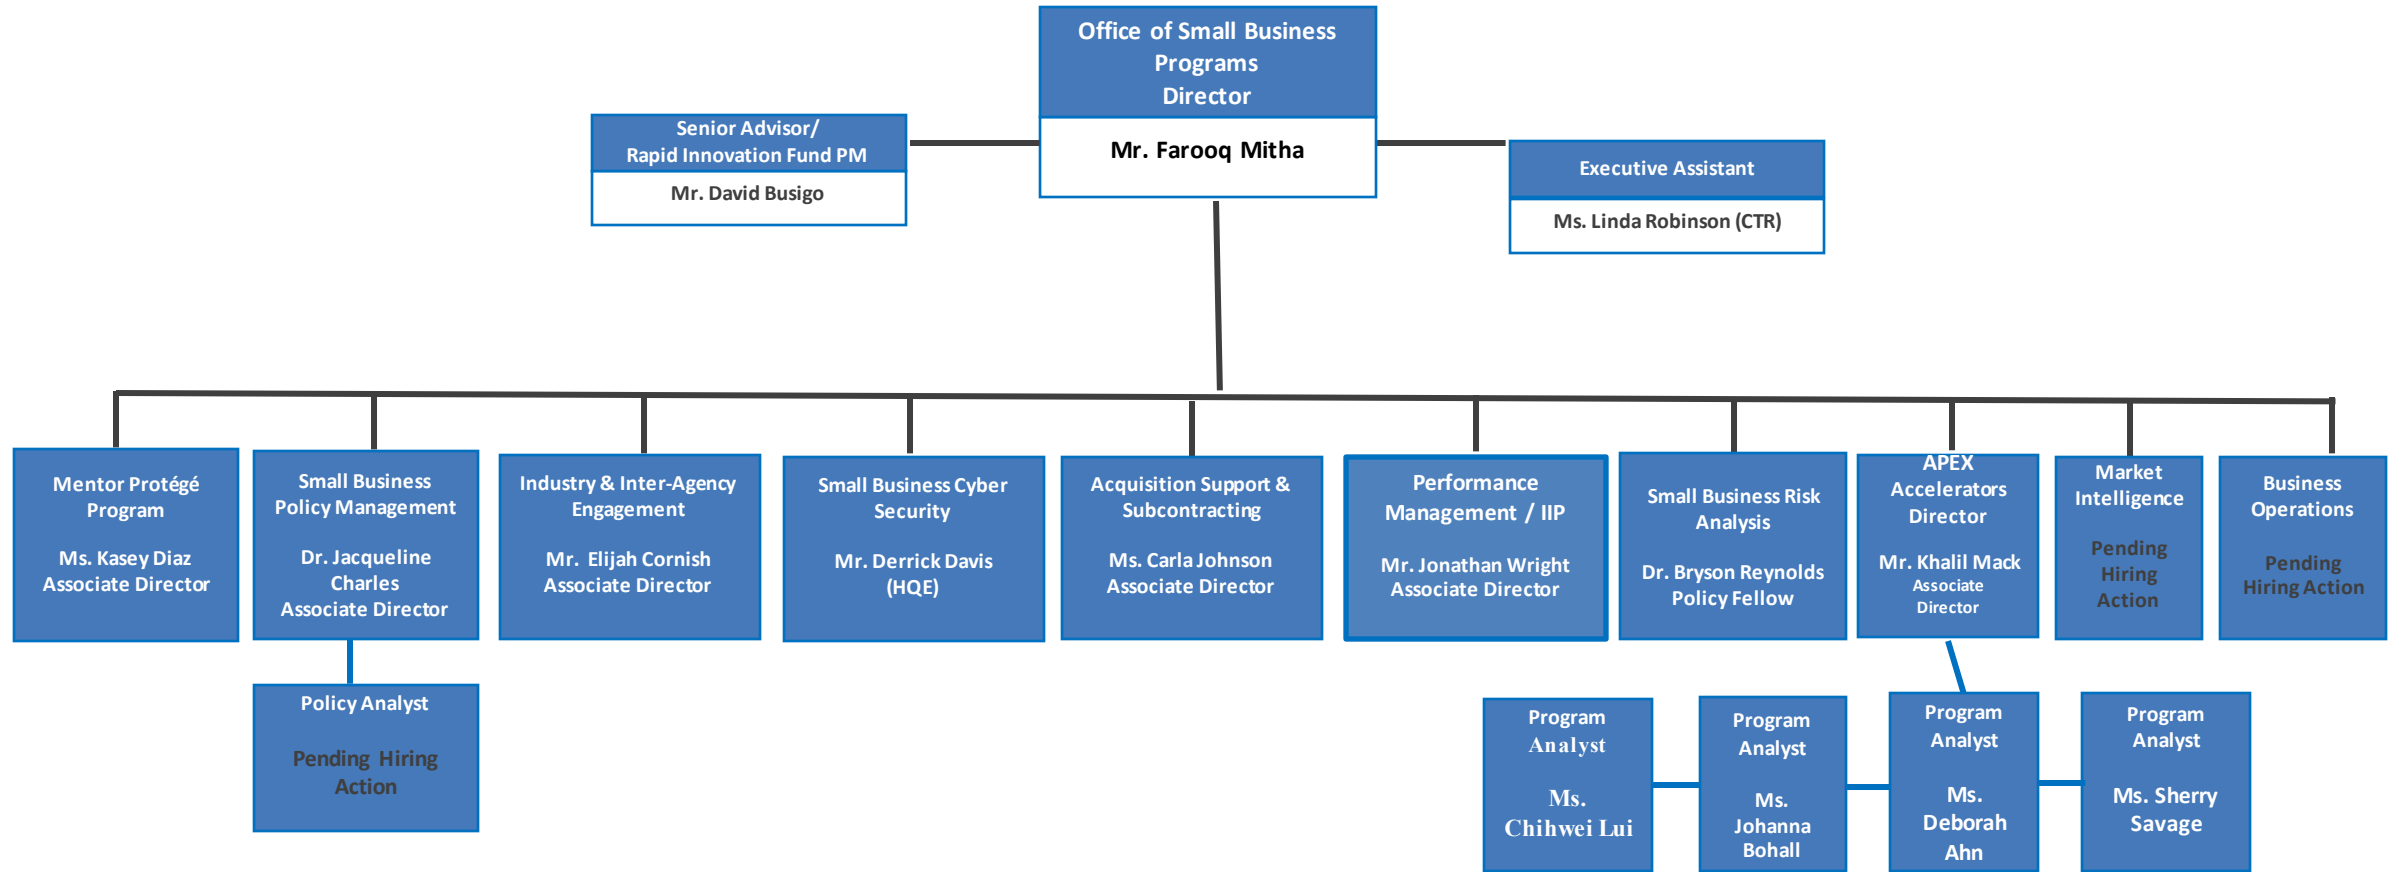 Office of Small Business
Programs
Director
Mr. Farooq Mitha
Senior Advisor/
Rapid Innovation Fund PM
Mr. David Busigo
Executive Assistant
Ms. Linda Robinson (CTR)
Mentor Protégé
Program
Ms. Kasey Diaz
Associate Director
Small Business
Policy Management
Dr. Jacqueline
Charles
Associate Director
Industry & Inter-Agency
Engagement
Mr. Elijah Cornish
Associate Director
Small Business Cyber
Security
Mr. Derrick Davis
(HQE)
Acquisition Support &
Subcontracting
Ms. Carla Johnson
Associate Director
Performance
Management / IIP
Mr. Jonathan Wright
Associate Director
Small Business Risk
Analysis
Dr. Bryson Reynolds
Policy Fellow
APEX
Accelerators
Director
Mr. Khalil Mack
Associate
Director
Market
Intelligence
Pending
Hiring
Action
Business
Operations
Pending
Hiring Action
Policy Analyst
Pending Hiring
Action
Program
Analyst
Ms.
Chihwei Lui
Program
Analyst
Ms.
Johanna
Bohall
Program
Analyst
Ms.
Deborah
Ahn
Program
Analyst
Ms. Sherry
Savage